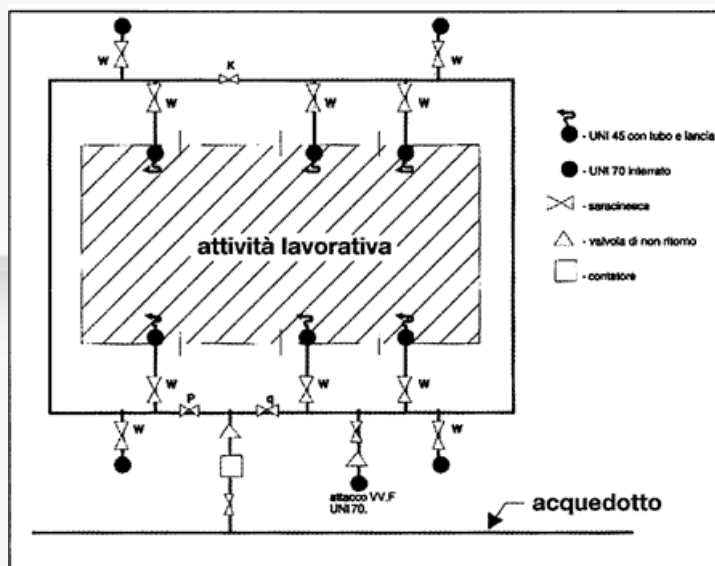 W
W
K
W
W
W
- UNI 45 con tubo e lancia
- UNI 70 interrato
- saracinesca
- valvola di non ritorno
- contatore
attività lavorativa
W
W
W
P
q
W
W
attacco VV.F
UNI 70.
acquedotto